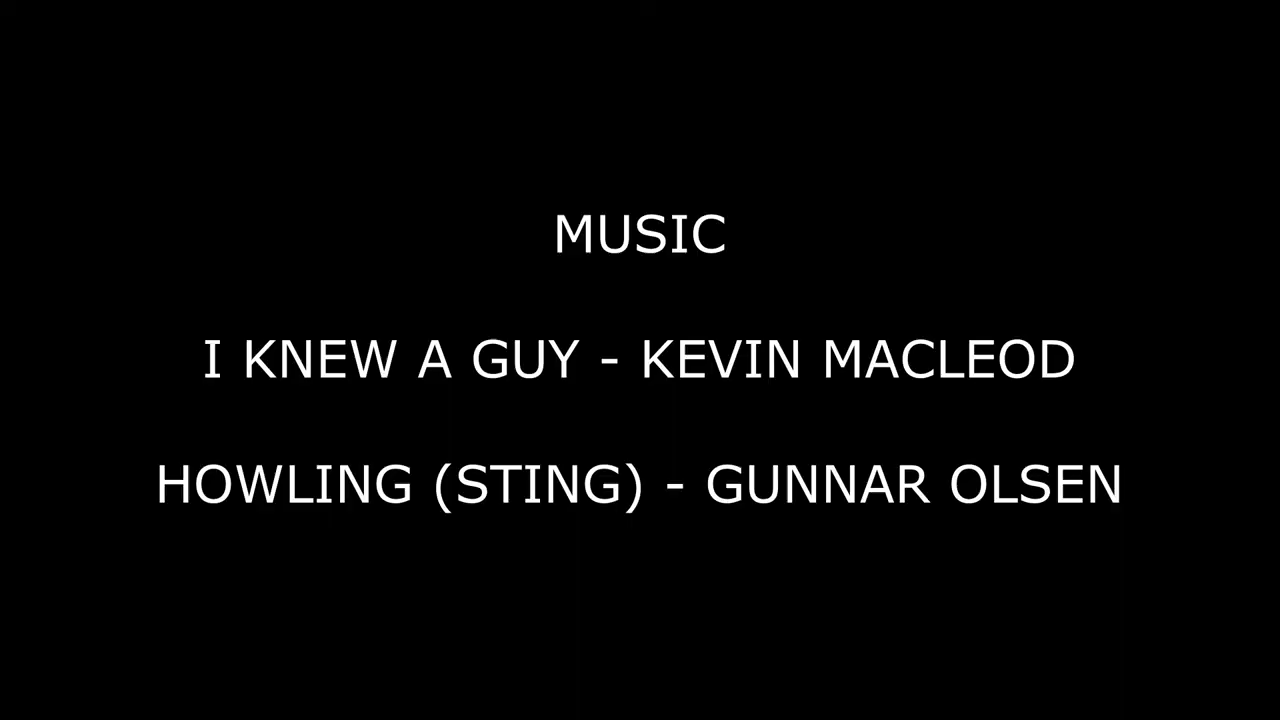 MUSIC
I KNEW A GUY - KEVIN MACLEOD
HOWLING (STING) - GUNNAR OLSEN